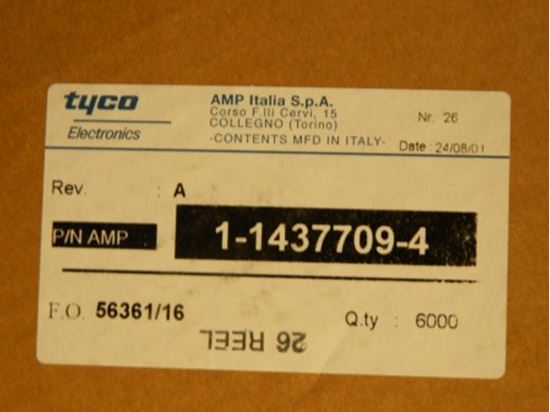 tyco
Electronics
AMP Italia S.p.A.
Corso F.lli Cervi, 15
COLLEGNO (Torino)
-CONTENTS MFD IN ITALY-
Nr. 26
Date : 24/08/01
Rev. : A
P/N AMP : 1-1437709-4
F.O. 56361/16
Q.ty : 6000
26 REEL